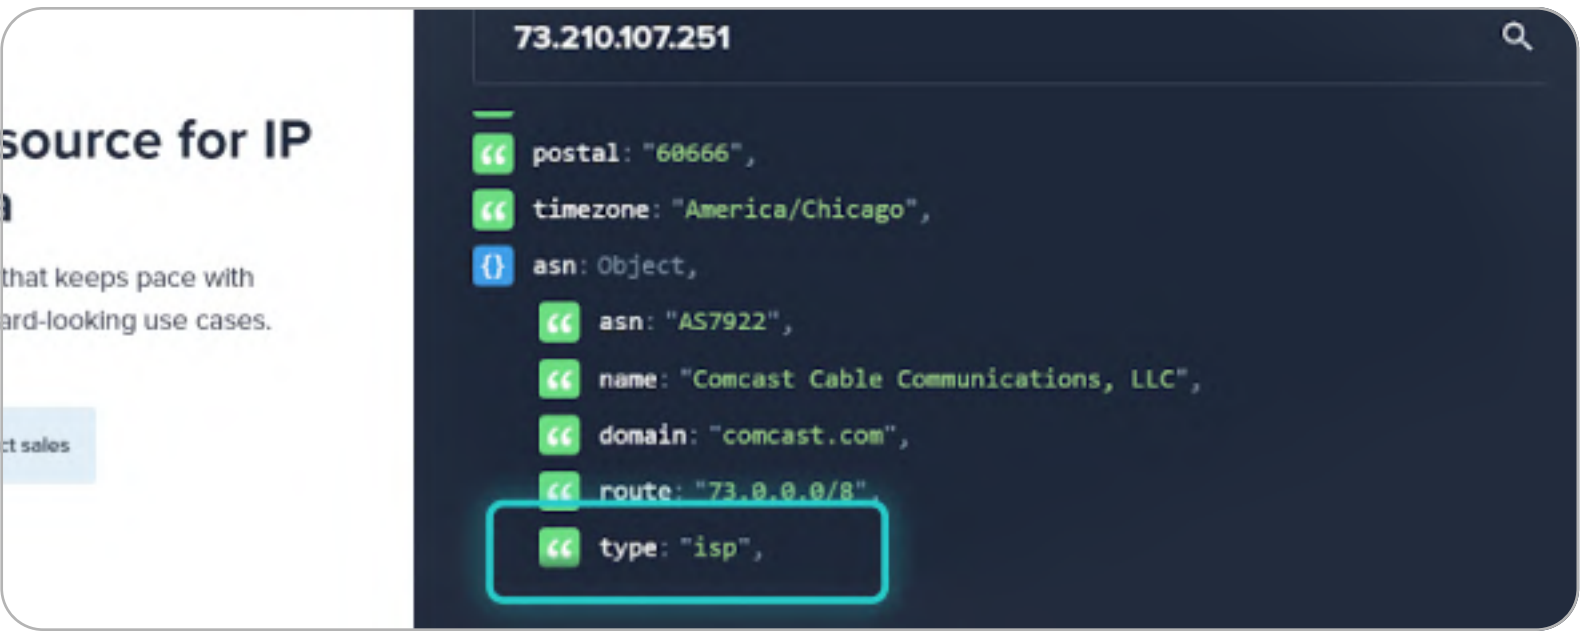 source for IP
a
that keeps pace with
ard-looking use cases.
ct sales
73.210.107.251
postal: "60666",
timezone: "America/Chicago",
{} asn: Object,
asn: "AS7922",
name: "Comcast Cable Communications, LLC",
domain: "comcast.com",
route: "73.0.0.0/8",
type: "isp",